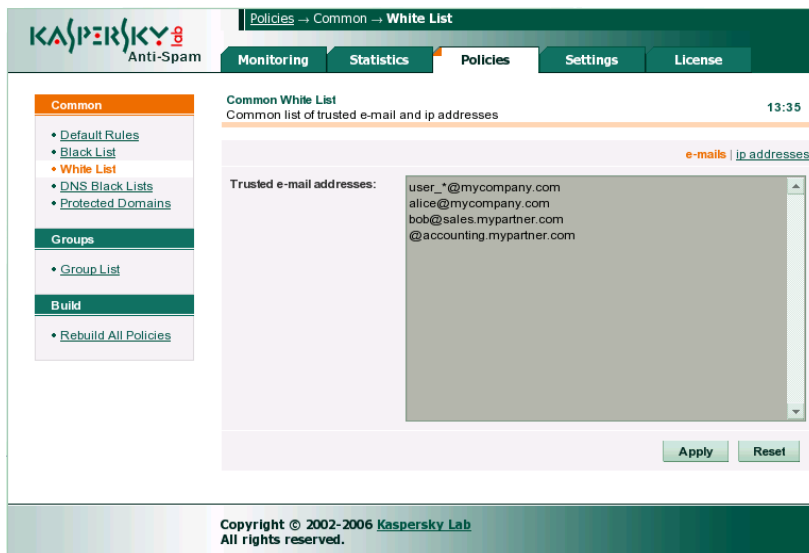 Policies → Common → White List
KASPERSKY lab
Anti-Spam
Monitoring
Statistics
Policies
Settings
License
Common
• Default Rules
• Black List
• White List
• DNS Black Lists
• Protected Domains
Groups
• Group List
Build
• Rebuild All Policies
Common White List
Common list of trusted e-mail and ip addresses
13:35
e-mails | ip addresses
Trusted e-mail addresses:
user_*@mycompany.com
alice@mycompany.com
bob@sales.mypartner.com
@accounting.mypartner.com
Apply
Reset
Copyright © 2002-2006 Kaspersky Lab
All rights reserved.